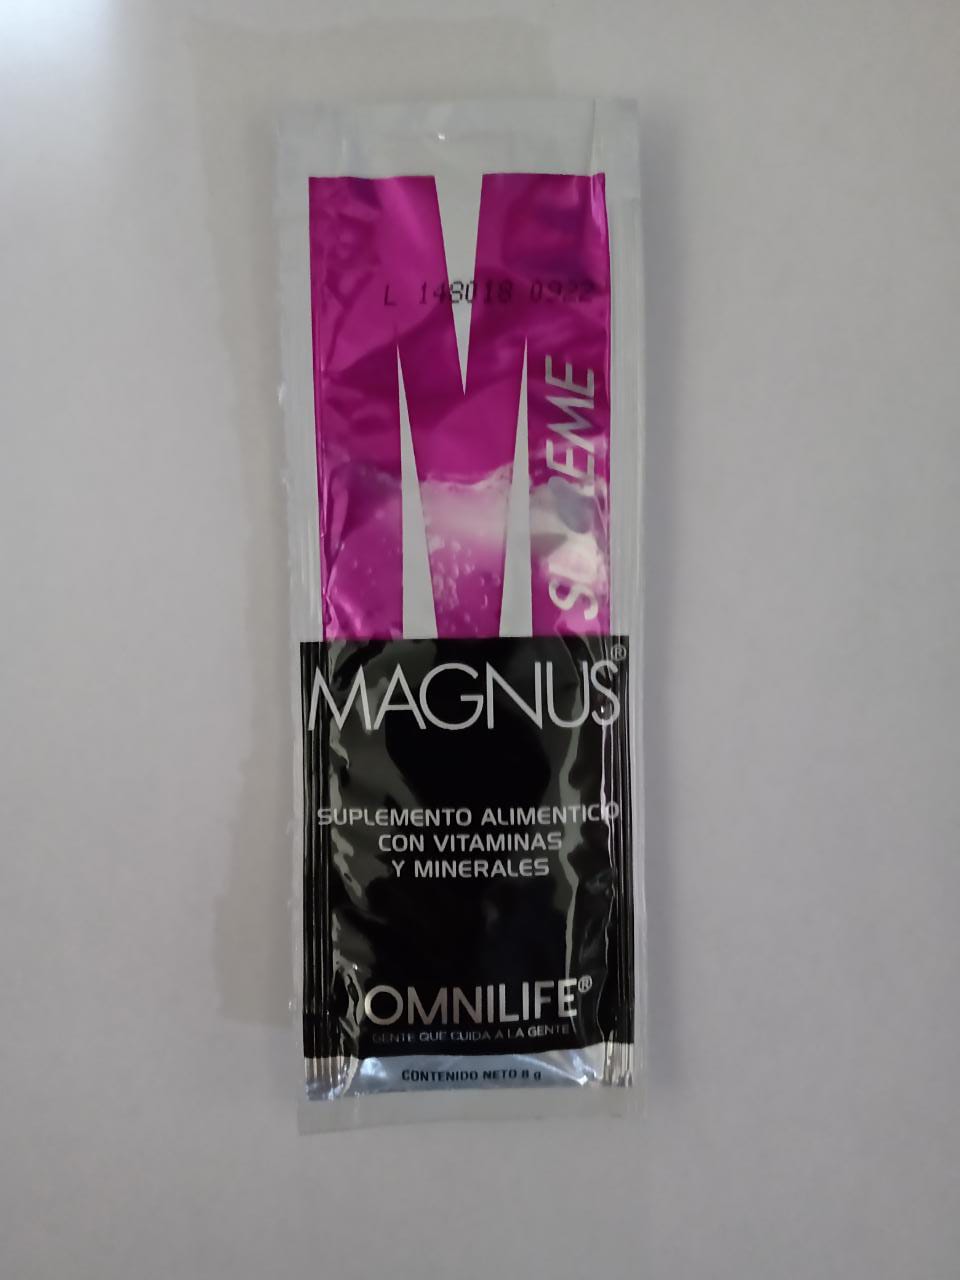 M
L 148018 0922
SUPREME
MAGNUS®
SUPLEMENTO ALIMENTICIO
CON VITAMINAS
Y MINERALES
OMNILIFE®
GENTE QUE CUIDA A LA GENTE
CONTENIDO NETO 8 g